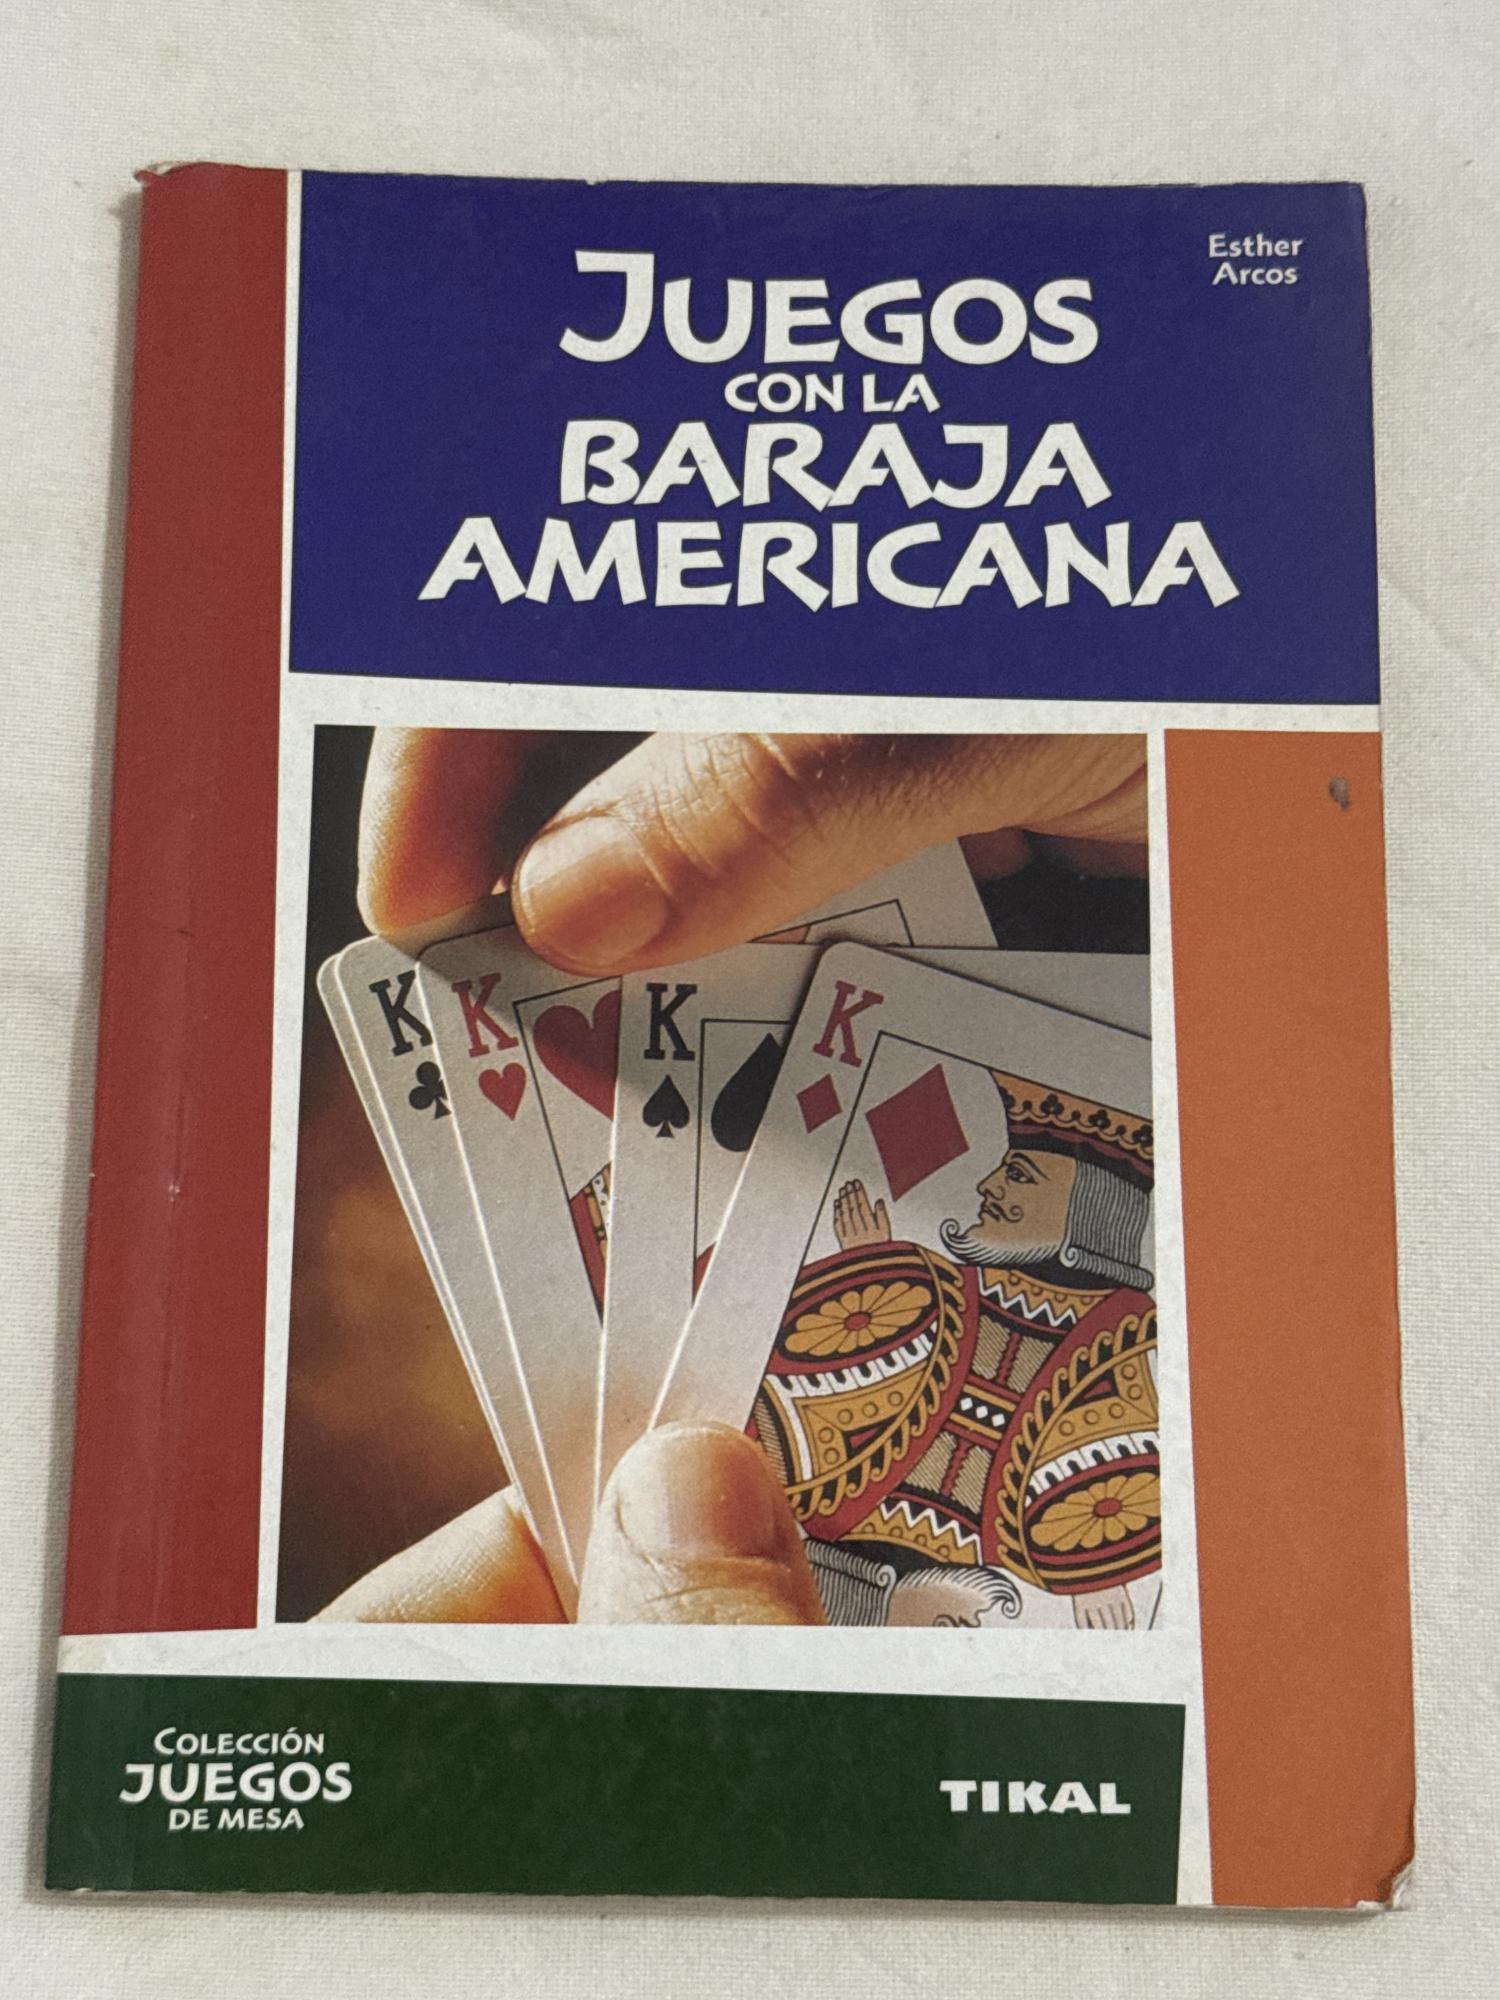 Esther
Arcos
JUEGOS
CON LA
BARAJA
AMERICANA
K
K
K
K
COLECCIÓN
JUEGOS
DE MESA
TIKAL